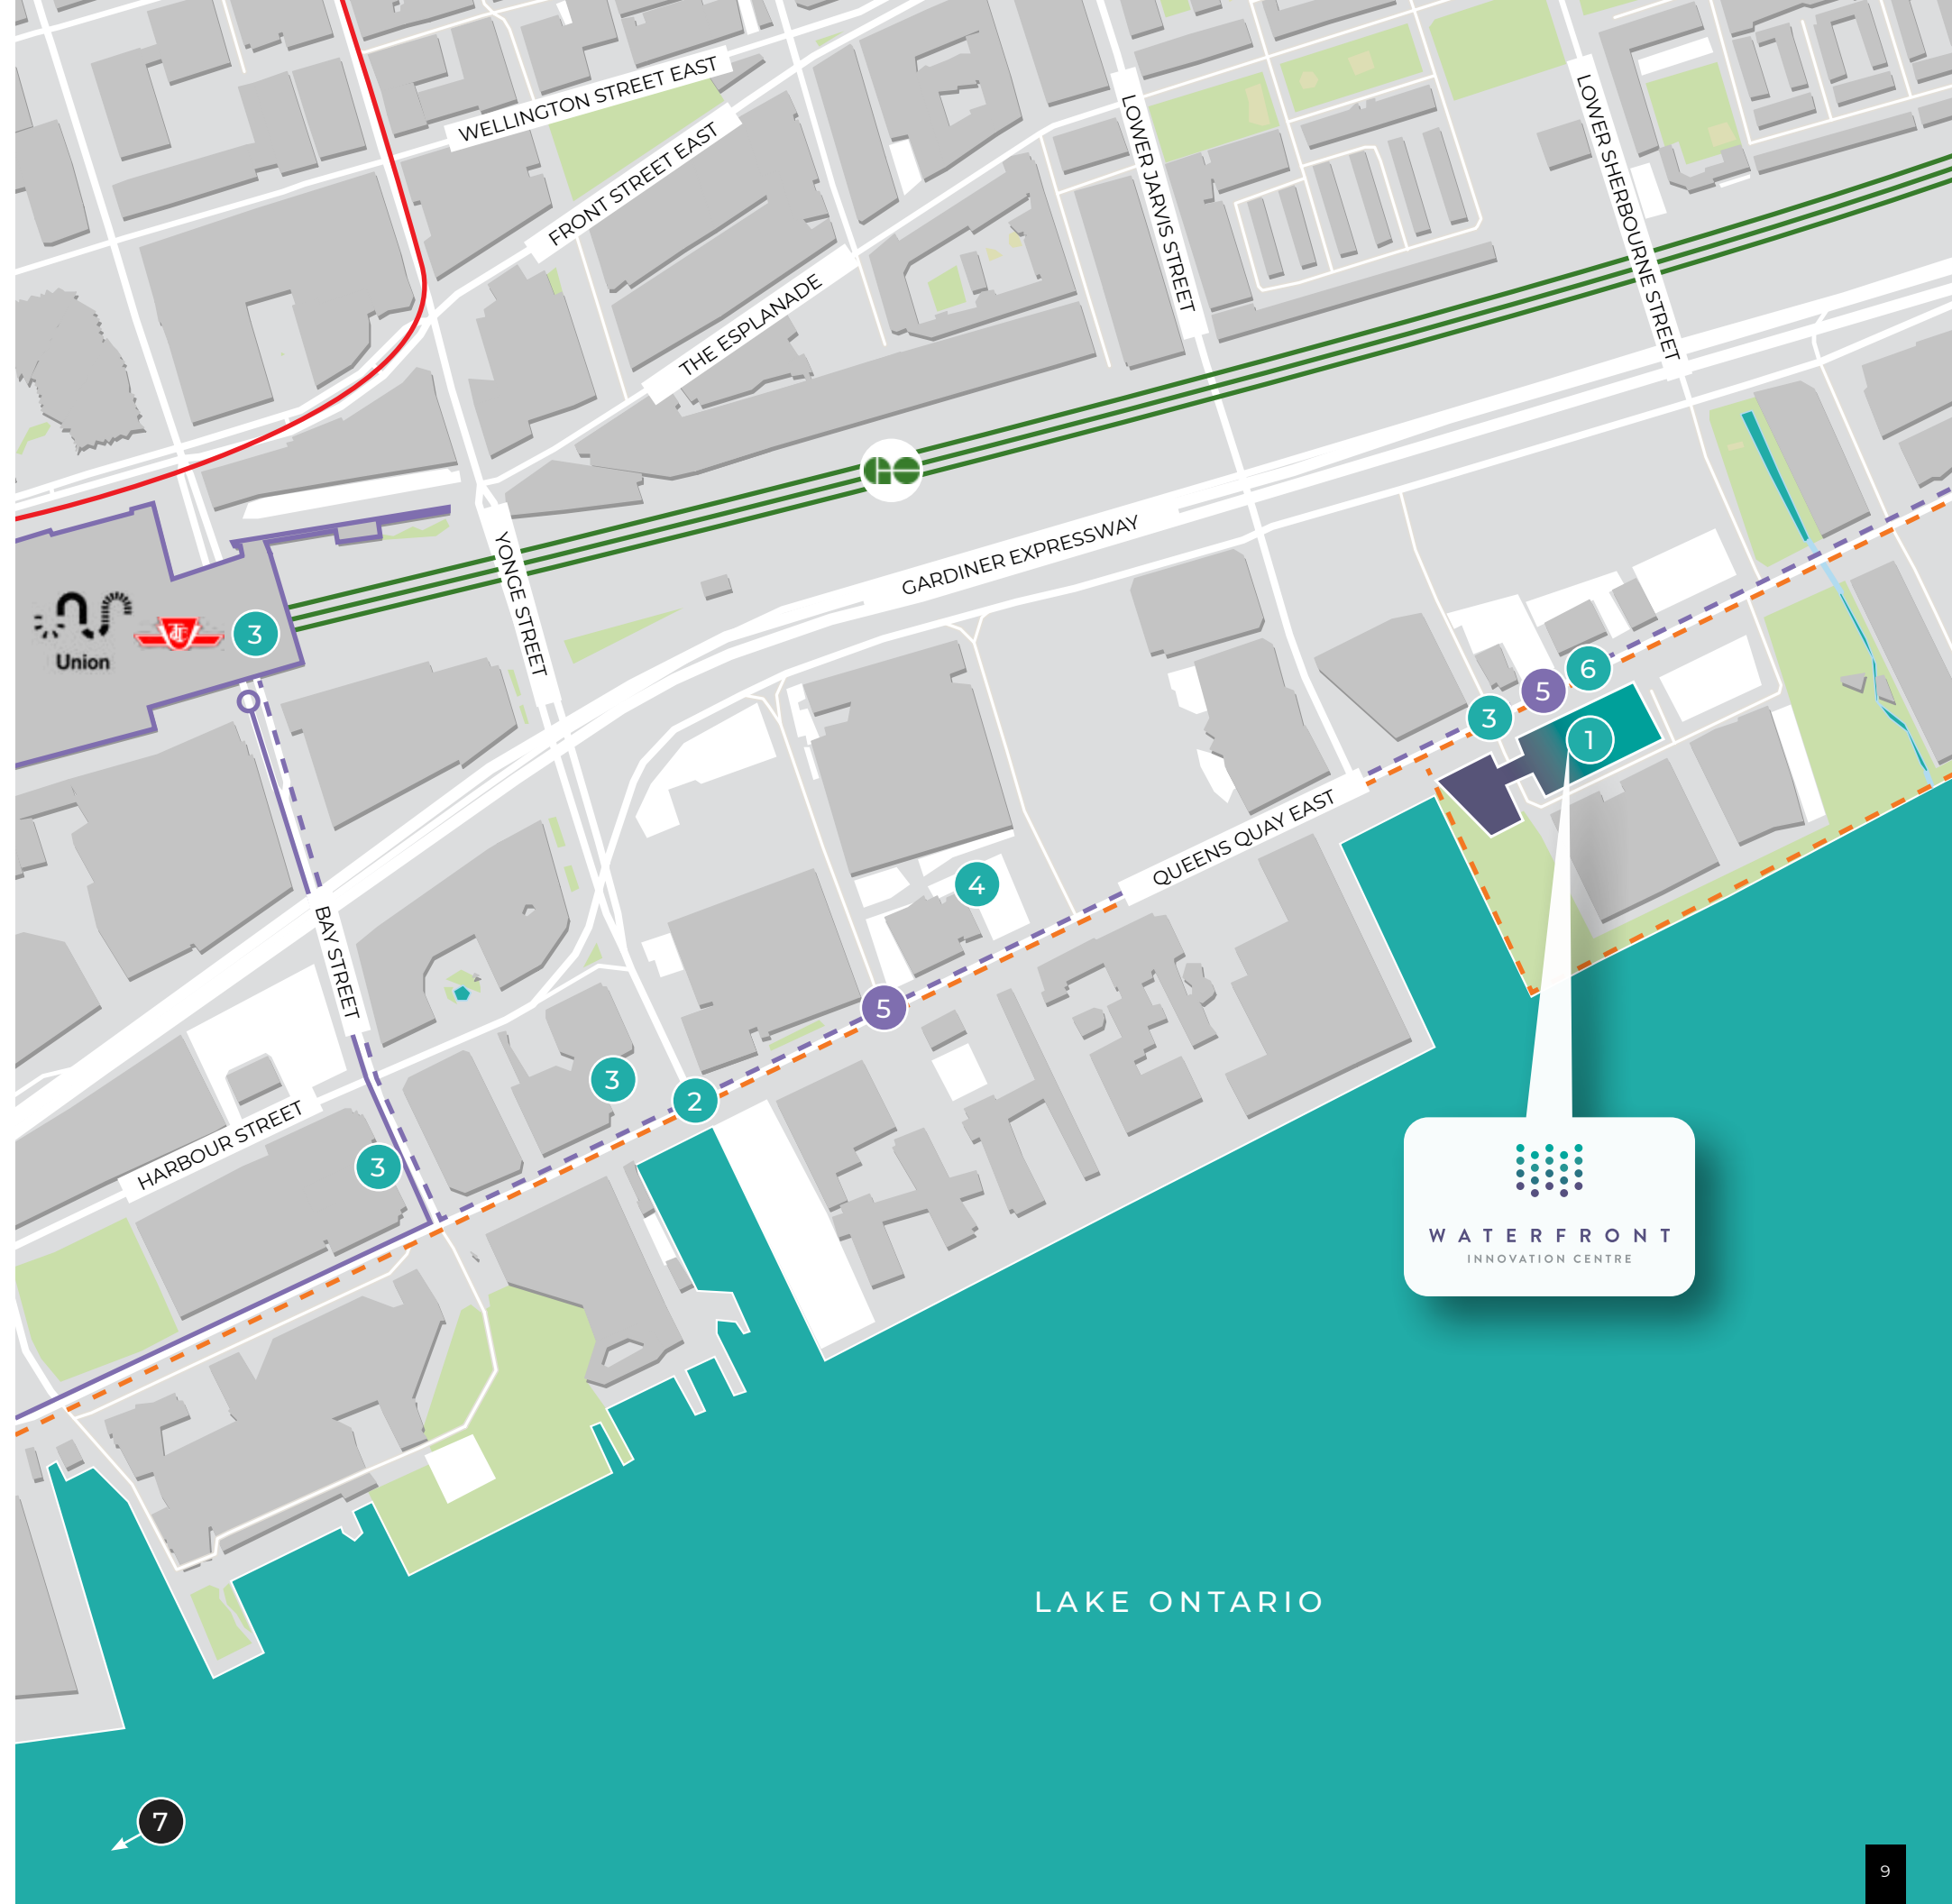 WELLINGTON STREET EAST
FRONT STREET EAST
THE ESPLANADE
LOWER JARVIS STREET
LOWER SHERBOURNE STREET
YONGE STREET
GARDINER EXPRESSWAY
Union
TTC
3
6
5
3
1
QUEENS QUAY EAST
4
BAY STREET
5
3
2
HARBOUR STREET
3
WATERFRONT
INNOVATION CENTRE
LAKE ONTARIO
7
9